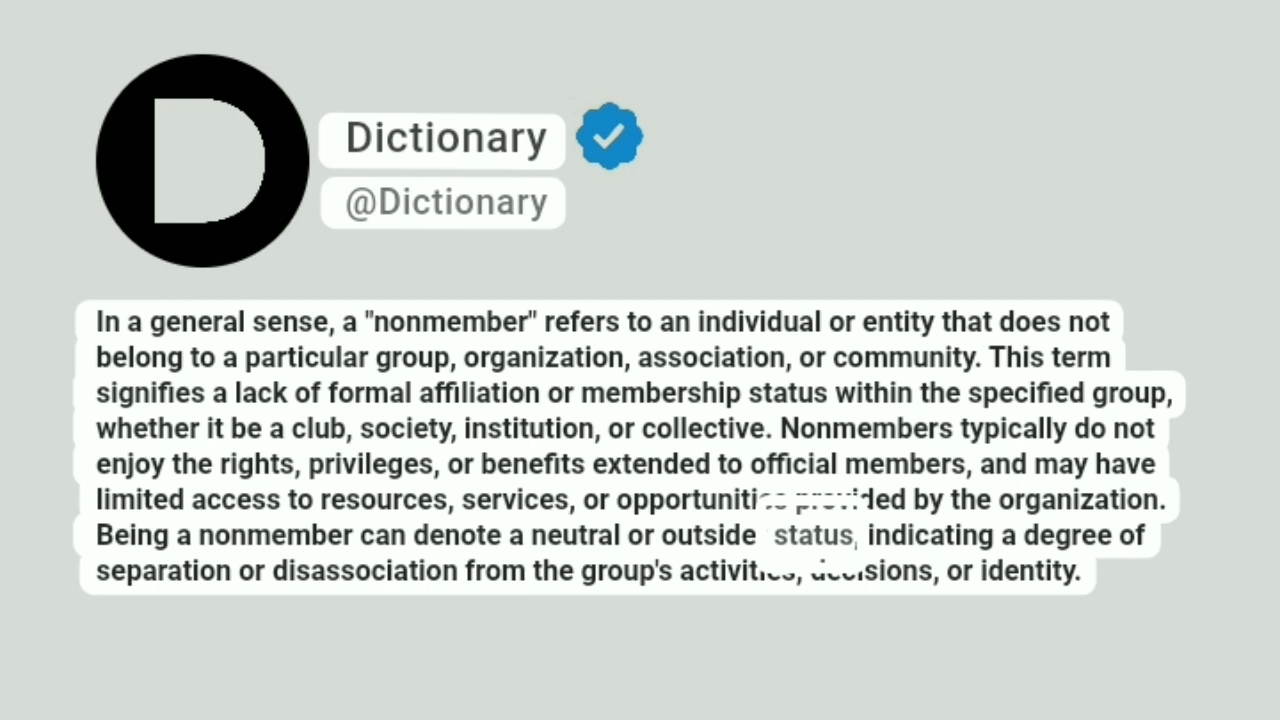 D
Dictionary
@Dictionary
In a general sense, a "nonmember" refers to an individual or entity that does not
belong to a particular group, organization, association, or community. This term
signifies a lack of formal affiliation or membership status within the specified group,
whether it be a club, society, institution, or collective. Nonmembers typically do not
enjoy the rights, privileges, or benefits extended to official members, and may have
limited access to resources, services, or opportunities provided by the organization.
Being a nonmember can denote a neutral or outside status, indicating a degree of
separation or disassociation from the group's activities, decisions, or identity.